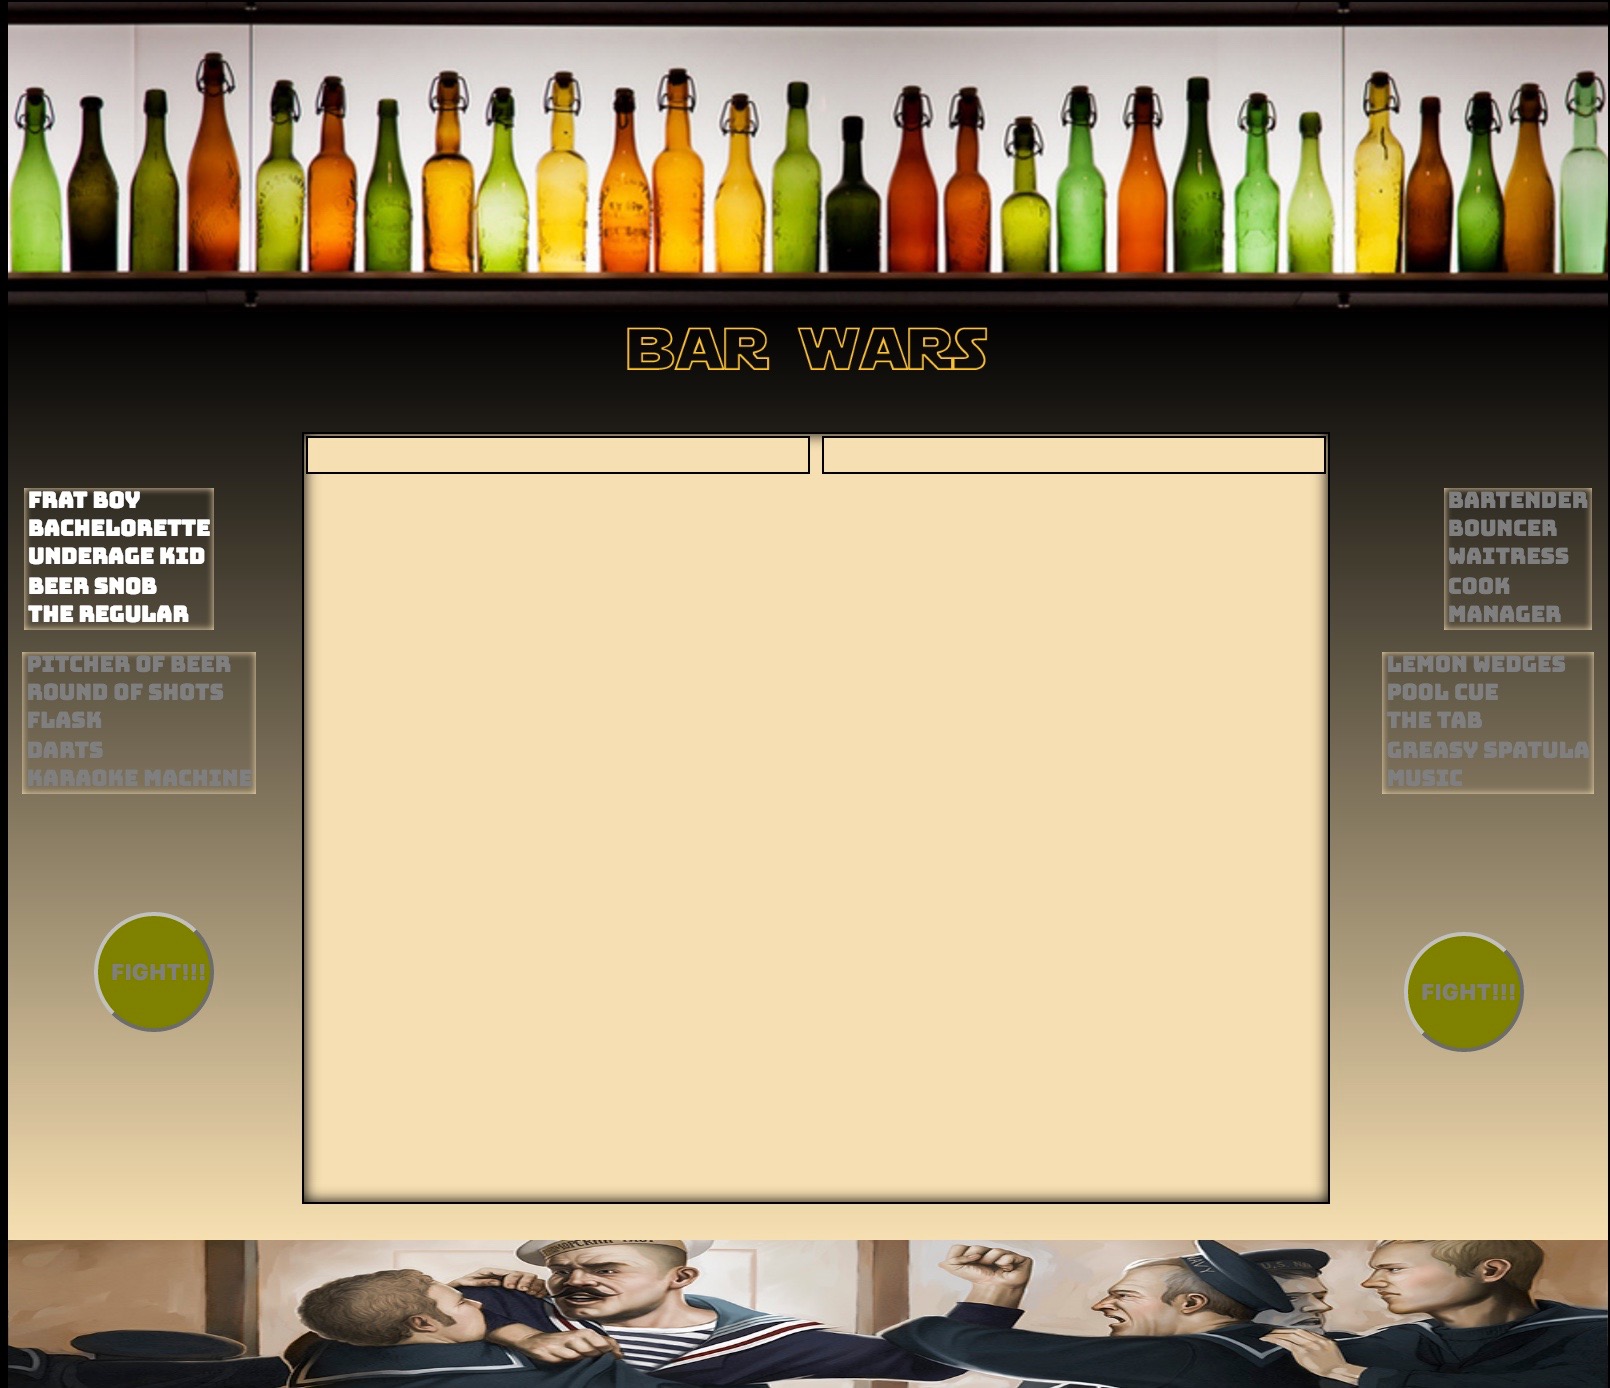 BAR WARS
FRAT BOY
BACHELORETTE
UNDERAGE KID
BEER SNOB
THE REGULAR
PITCHER OF BEER
ROUND OF SHOTS
FLASK
DARTS
KARAOKE MACHINE
FIGHT!!!
BARTENDER
BOUNCER
WAITRESS
COOK
MANAGER
LEMON WEDGES
POOL CUE
THE TAB
GREASY SPATULA
MUSIC
FIGHT!!!